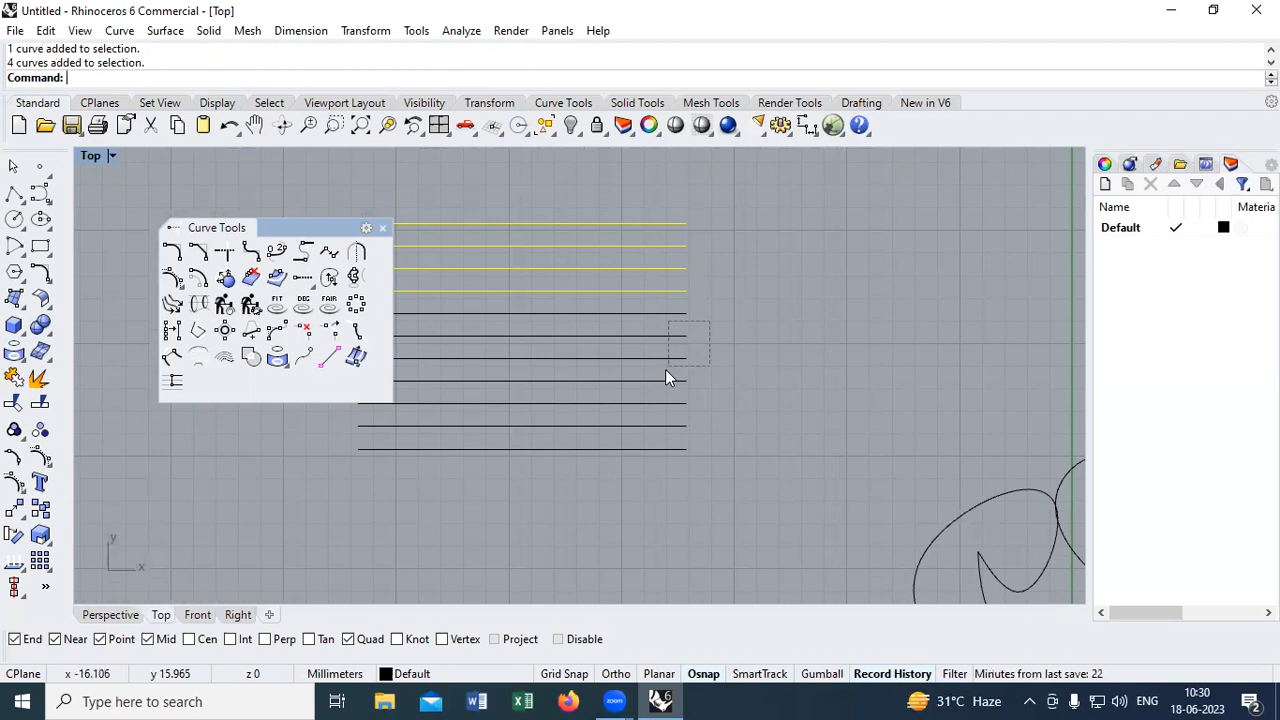 Untitled - Rhinoceros 6 Commercial - [Top]
File Edit View Curve Surface Solid Mesh Dimension Transform Tools Analyze Render Panels Help
1 curve added to selection.
4 curves added to selection.
Command:
Standard CPlanes Set View Display Select Viewport Layout Visibility Transform Curve Tools Solid Tools Mesh Tools Render Tools Drafting New in V6
Top
Curve Tools
FIT DEG FAIR
Name Materia
Default
y
x
Perspective Top Front Right
End Near Point Mid Cen Int Perp Tan Quad Knot Vertex Project Disable
CPlane x -16.106 y 15.965 z 0 Millimeters Default Grid Snap Ortho Planar Osnap SmartTrack Gumball Record History Filter Minutes from last save: 22
Type here to search
zoom
6
31°C Haze
ENG
10:30
18-06-2023
2